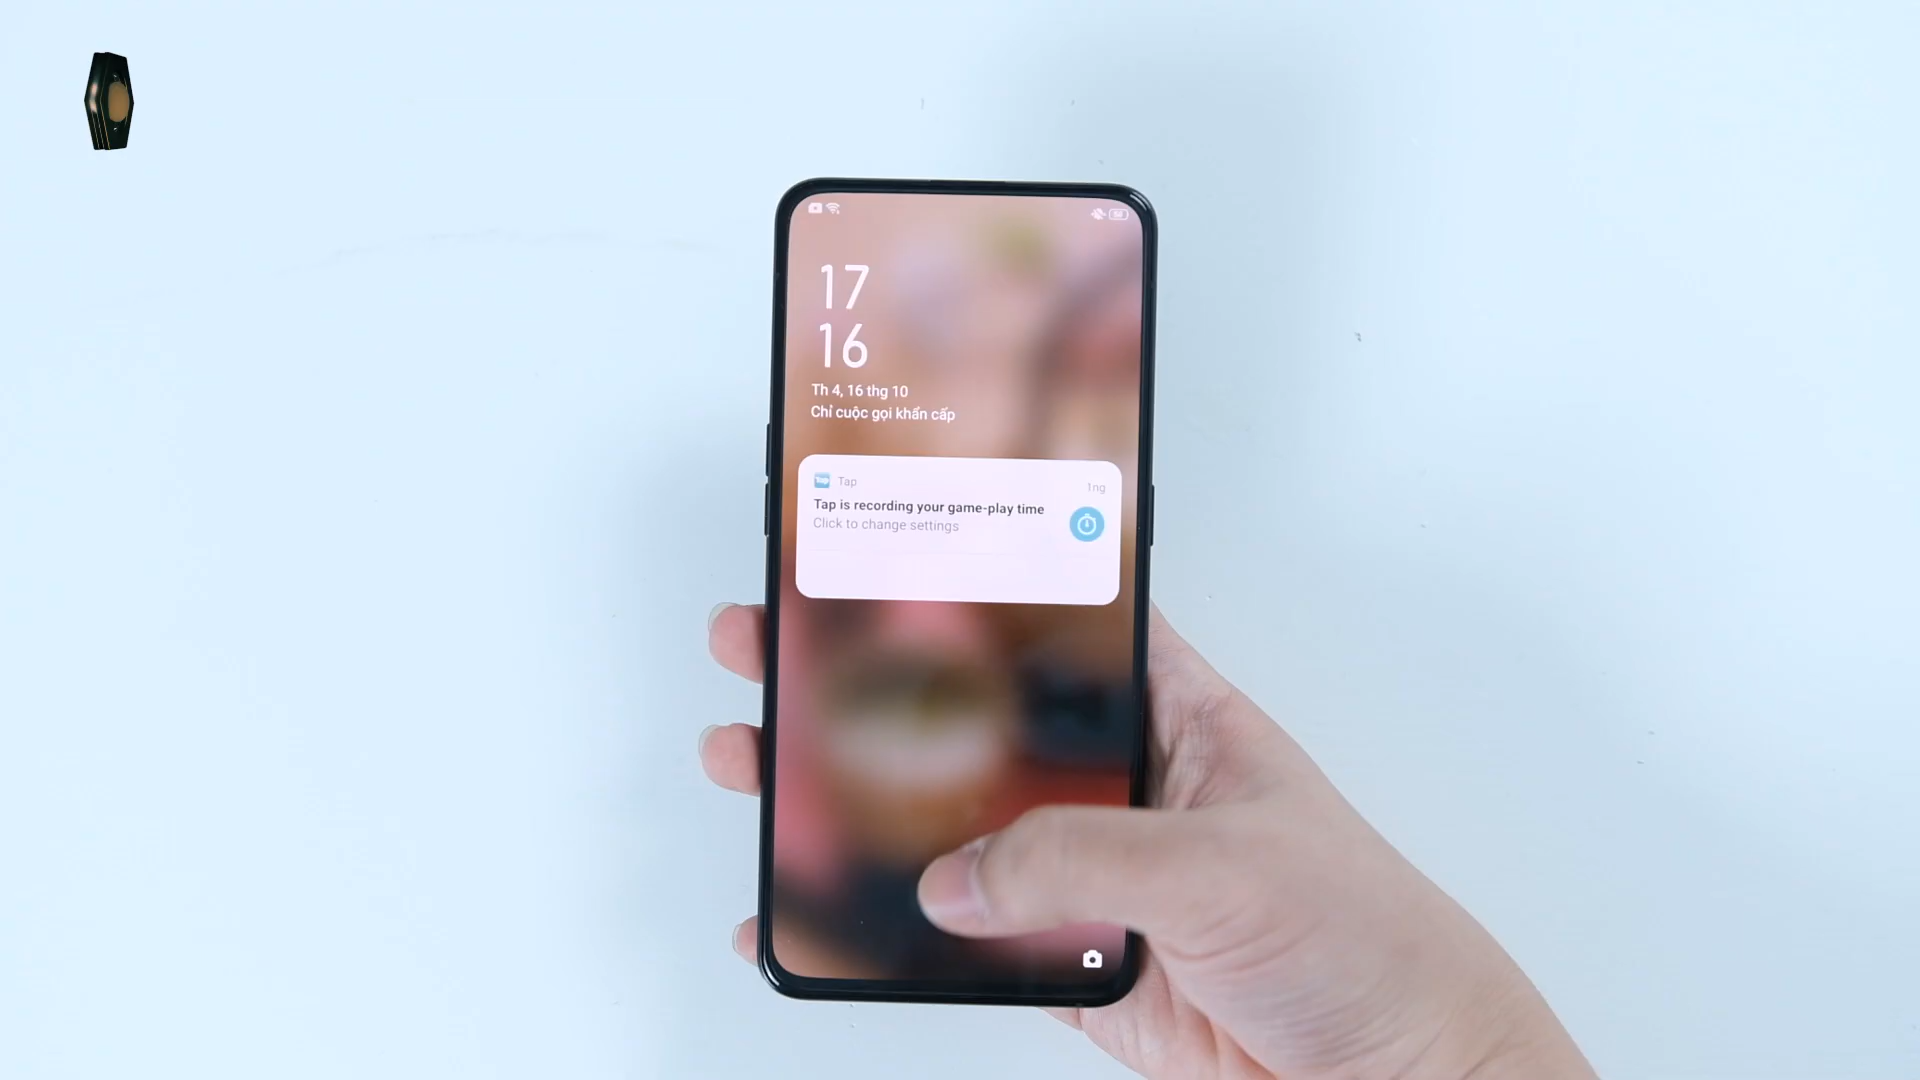 17
16
Th 4, 16 thg 10
Chỉ cuộc gọi khẩn cấp
Tap
1ng
Tap is recording your game-play time
Click to change settings